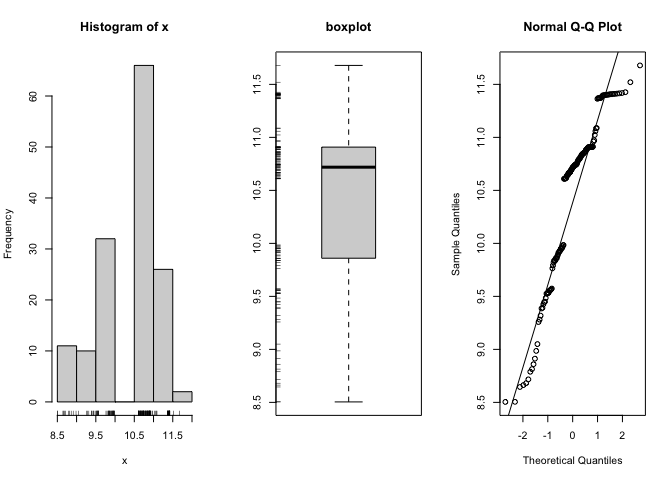 Histogram of x
Frequency
60
50
40
30
20
10
0
8.5 9.5 10.5 11.5
x
boxplot
11.5
11.0
10.5
10.0
9.5
9.0
8.5
Normal Q-Q Plot
Sample Quantiles
11.5
11.0
10.5
10.0
9.5
9.0
8.5
-2 -1 0 1 2
Theoretical Quantiles